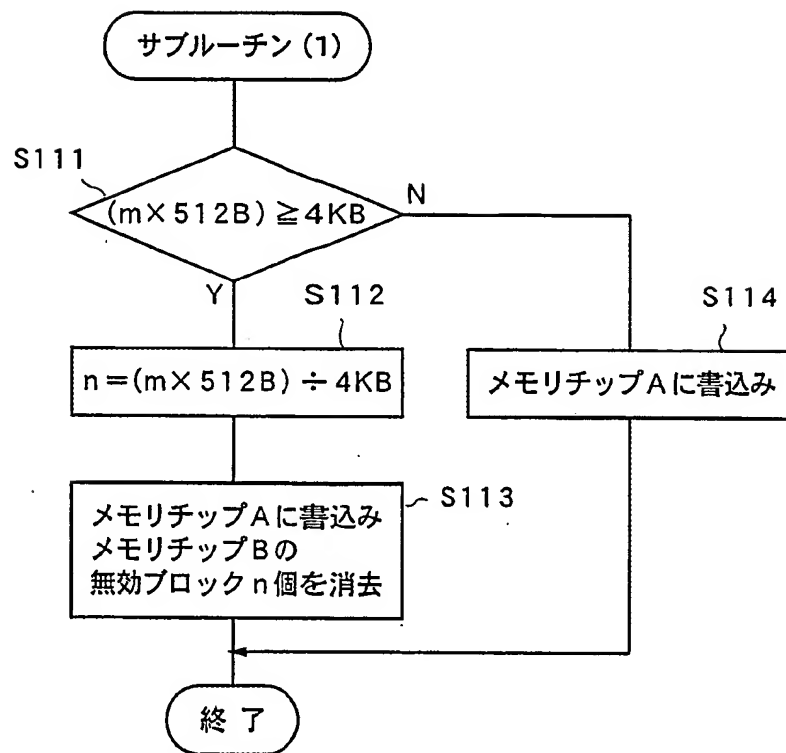 サブルーチン(1)
S111
(m×512B)≧4KB
N
Y
S112
S114
n=(m×512B)÷4KB
メモリチップAに書込み
S113
メモリチップAに書込み
メモリチップBの
無効ブロックn個を消去
終了